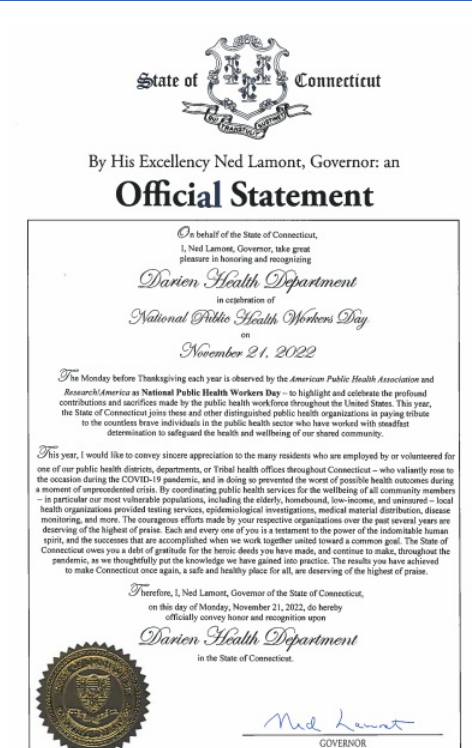 State of Connecticut
QUI TRANSTULIT SUSTINET
By His Excellency Ned Lamont, Governor: an
Official Statement
On behalf of the State of Connecticut,
I, Ned Lamont, Governor, take great
pleasure in honoring and recognizing
Darien Health Department
in celebration of
National Public Health Workers Day
on
November 21, 2022
The Monday before Thanksgiving each year is observed by the American Public Health Association and
Research!America as National Public Health Workers Day – to highlight and celebrate the profound
contributions and sacrifices made by the public health workforce throughout the United States. This year,
the State of Connecticut joins these and other distinguished public health organizations in paying tribute
to the countless brave individuals in the public health sector who have worked with steadfast
determination to safeguard the health and wellbeing of our shared community.
This year, I would like to convey sincere appreciation to the many residents who are employed by or volunteered for
one of our public health districts, departments, or Tribal health offices throughout Connecticut – who valiantly rose to
the occasion during the COVID-19 pandemic, and in doing so prevented the worst of possible health outcomes during
a moment of unprecedented crisis. By coordinating public health services for the wellbeing of all community members
– in particular our most vulnerable populations, including the elderly, homebound, low-income, and uninsured – local
health organizations provided testing services, epidemiological investigations, medical material distribution, disease
monitoring, and more. The courageous efforts made by your respective organizations over the past several years are
deserving of the highest of praise. Each and every one of you is a testament to the power of the indomitable human
spirit, and the successes that are accomplished when we work together united toward a common goal. The State of
Connecticut owes you a debt of gratitude for the heroic deeds you have made, and continue to make, throughout the
pandemic, as we thoughtfully put the knowledge we have gained into practice. The results you have achieved
to make Connecticut once again, a safe and healthy place for all, are deserving of the highest of praise.
Therefore, I, Ned Lamont, Governor of the State of Connecticut,
on this day of Monday, November 21, 2022, do hereby
officially convey honor and recognition upon
Darien Health Department
in the State of Connecticut.
Ned Lamont
GOVERNOR